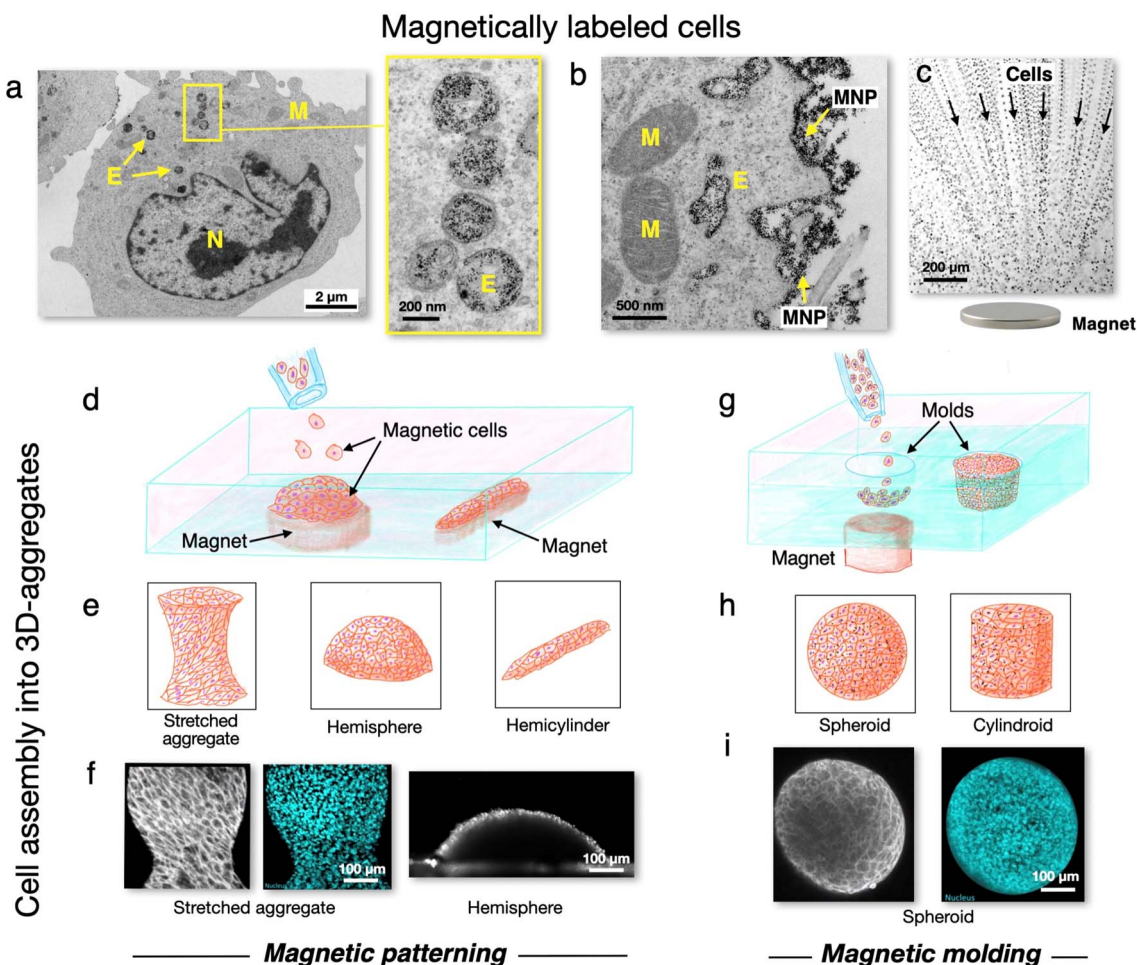 Magnetically labeled cells
a
M
E
N
2 µm
E
200 nm
b
MNP
M
E
M
MNP
500 nm
c
Cells
200 µm
Magnet
Cell assembly into 3D-aggregates
d
Magnetic cells
Magnet
Magnet
g
Molds
Magnet
e
Stretched
aggregate
Hemisphere
Hemicylinder
h
Spheroid
Cylindroid
f
Nucleus
100 µm
100 µm
Stretched aggregate
Hemisphere
i
Nucleus
100 µm
Spheroid
Magnetic patterning
Magnetic molding